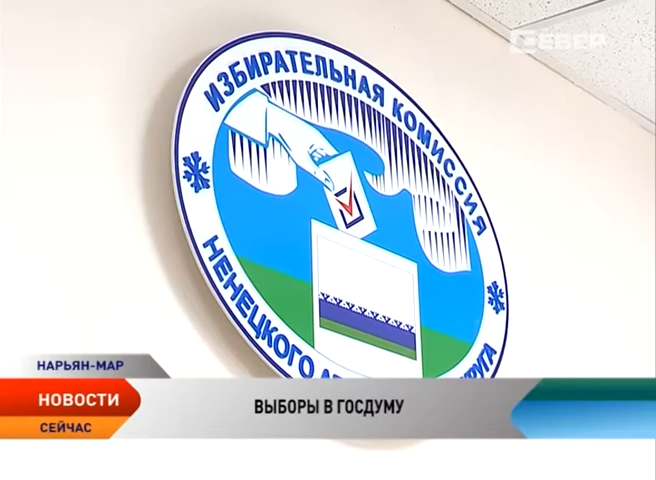 СЕВЕР
ИЗБИРАТЕЛЬНАЯ КОМИССИЯ
НЕНЕЦКОГО
НАРЬЯН-МАР
НОВОСТИ
ВЫБОРЫ В ГОСДУМУ
СЕЙЧАС